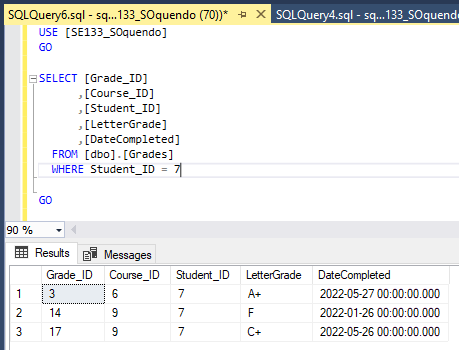 SQLQuery6.sql - sq...133_SOquendo (70))* SQLQuery4.sql - sq...133_SOquendo
USE [SE133_SOquendo]
GO
SELECT [Grade_ID]
,[Course_ID]
,[Student_ID]
,[LetterGrade]
,[DateCompleted]
FROM [dbo].[Grades]
WHERE Student_ID = 7
GO
90 %
Results Messages
Grade_ID Course_ID Student_ID LetterGrade DateCompleted
1 3 6 7 A+ 2022-05-27 00:00:00.000
2 14 9 7 F 2022-01-26 00:00:00.000
3 17 9 7 C+ 2022-05-26 00:00:00.000